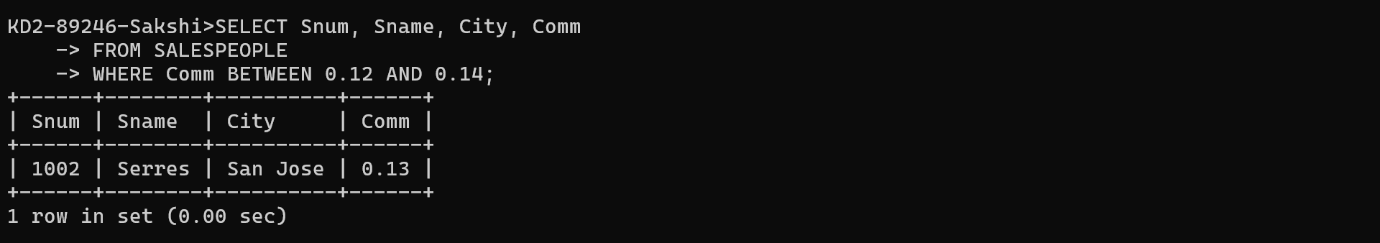 KD2-89246-Sakshi>SELECT Snum, Sname, City, Comm
    -> FROM SALESPEOPLE
    -> WHERE Comm BETWEEN 0.12 AND 0.14;
+------+--------+----------+------+
| Snum | Sname  | City     | Comm |
+------+--------+----------+------+
| 1002 | Serres | San Jose | 0.13 |
+------+--------+----------+------+
1 row in set (0.00 sec)